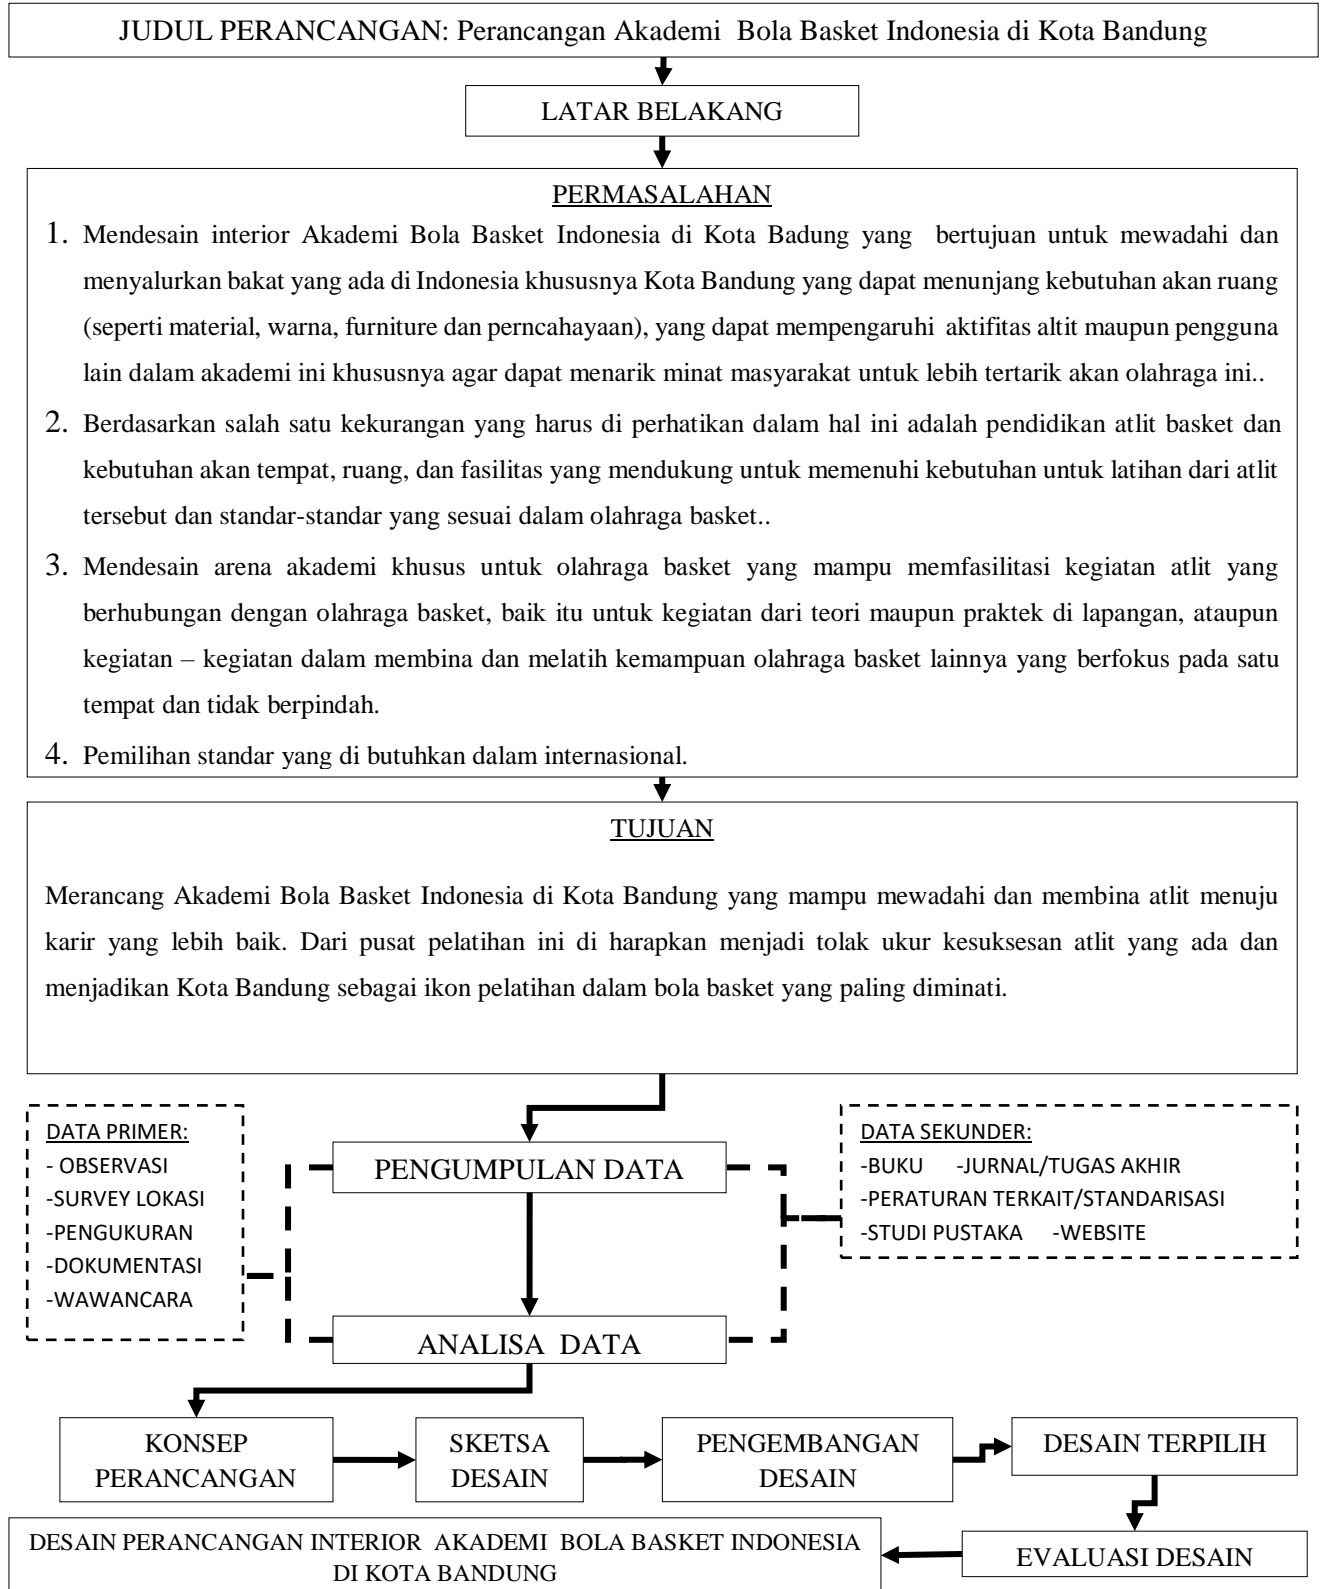 JUDUL PERANCANGAN: Perancangan Akademi Bola Basket Indonesia di Kota Bandung
LATAR BELAKANG
PERMASALAHAN
1. Mendesain interior Akademi Bola Basket Indonesia di Kota Badung yang bertujuan untuk mewadahi dan
menyalurkan bakat yang ada di Indonesia khususnya Kota Bandung yang dapat menunjang kebutuhan akan ruang
(seperti material, warna, furniture dan perncahayaan), yang dapat mempengaruhi aktifitas altit maupun pengguna
lain dalam akademi ini khususnya agar dapat menarik minat masyarakat untuk lebih tertarik akan olahraga ini..
2. Berdasarkan salah satu kekurangan yang harus di perhatikan dalam hal ini adalah pendidikan atlit basket dan
kebutuhan akan tempat, ruang, dan fasilitas yang mendukung untuk memenuhi kebutuhan untuk latihan dari atlit
tersebut dan standar-standar yang sesuai dalam olahraga basket..
3. Mendesain arena akademi khusus untuk olahraga basket yang mampu memfasilitasi kegiatan atlit yang
berhubungan dengan olahraga basket, baik itu untuk kegiatan dari teori maupun praktek di lapangan, ataupun
kegiatan – kegiatan dalam membina dan melatih kemampuan olahraga basket lainnya yang berfokus pada satu
tempat dan tidak berpindah.
4. Pemilihan standar yang di butuhkan dalam internasional.
TUJUAN
Merancang Akademi Bola Basket Indonesia di Kota Bandung yang mampu mewadahi dan membina atlit menuju
karir yang lebih baik. Dari pusat pelatihan ini di harapkan menjadi tolak ukur kesuksesan atlit yang ada dan
menjadikan Kota Bandung sebagai ikon pelatihan dalam bola basket yang paling diminati.
DATA PRIMER:
- OBSERVASI
-SURVEY LOKASI
-PENGUKURAN
-DOKUMENTASI
-WAWANCARA
PENGUMPULAN DATA
DATA SEKUNDER:
-BUKU -JURNAL/TUGAS AKHIR
-PERATURAN TERKAIT/STANDARISASI
-STUDI PUSTAKA -WEBSITE
ANALISA DATA
KONSEP
PERANCANGAN
SKETSA
DESAIN
PENGEMBANGAN
DESAIN
DESAIN TERPILIH
EVALUASI DESAIN
DESAIN PERANCANGAN INTERIOR AKADEMI BOLA BASKET INDONESIA
DI KOTA BANDUNG